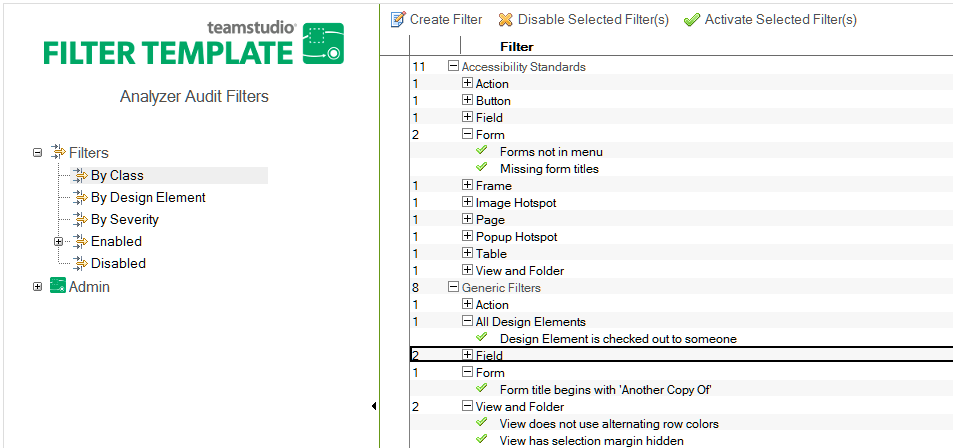 teamstudio
FILTER TEMPLATE
Analyzer Audit Filters
Filters
By Class
By Design Element
By Severity
Enabled
Disabled
Admin
Create Filter Disable Selected Filter(s) Activate Selected Filter(s)
Filter
11 Accessibility Standards
1 Action
1 Button
1 Field
2 Form
Forms not in menu
Missing form titles
1 Frame
1 Image Hotspot
1 Page
1 Popup Hotspot
1 Table
1 View and Folder
8 Generic Filters
1 Action
1 All Design Elements
Design Element is checked out to someone
2 Field
1 Form
Form title begins with 'Another Copy Of'
2 View and Folder
View does not use alternating row colors
View has selection margin hidden